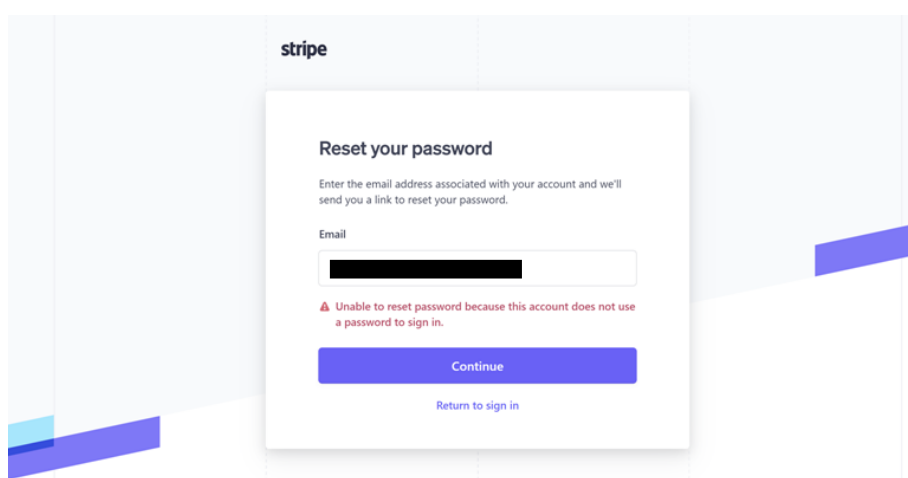 stripe
Reset your password
Enter the email address associated with your account and we'll
send you a link to reset your password.
Email
Unable to reset password because this account does not use
a password to sign in.
Continue
Return to sign in